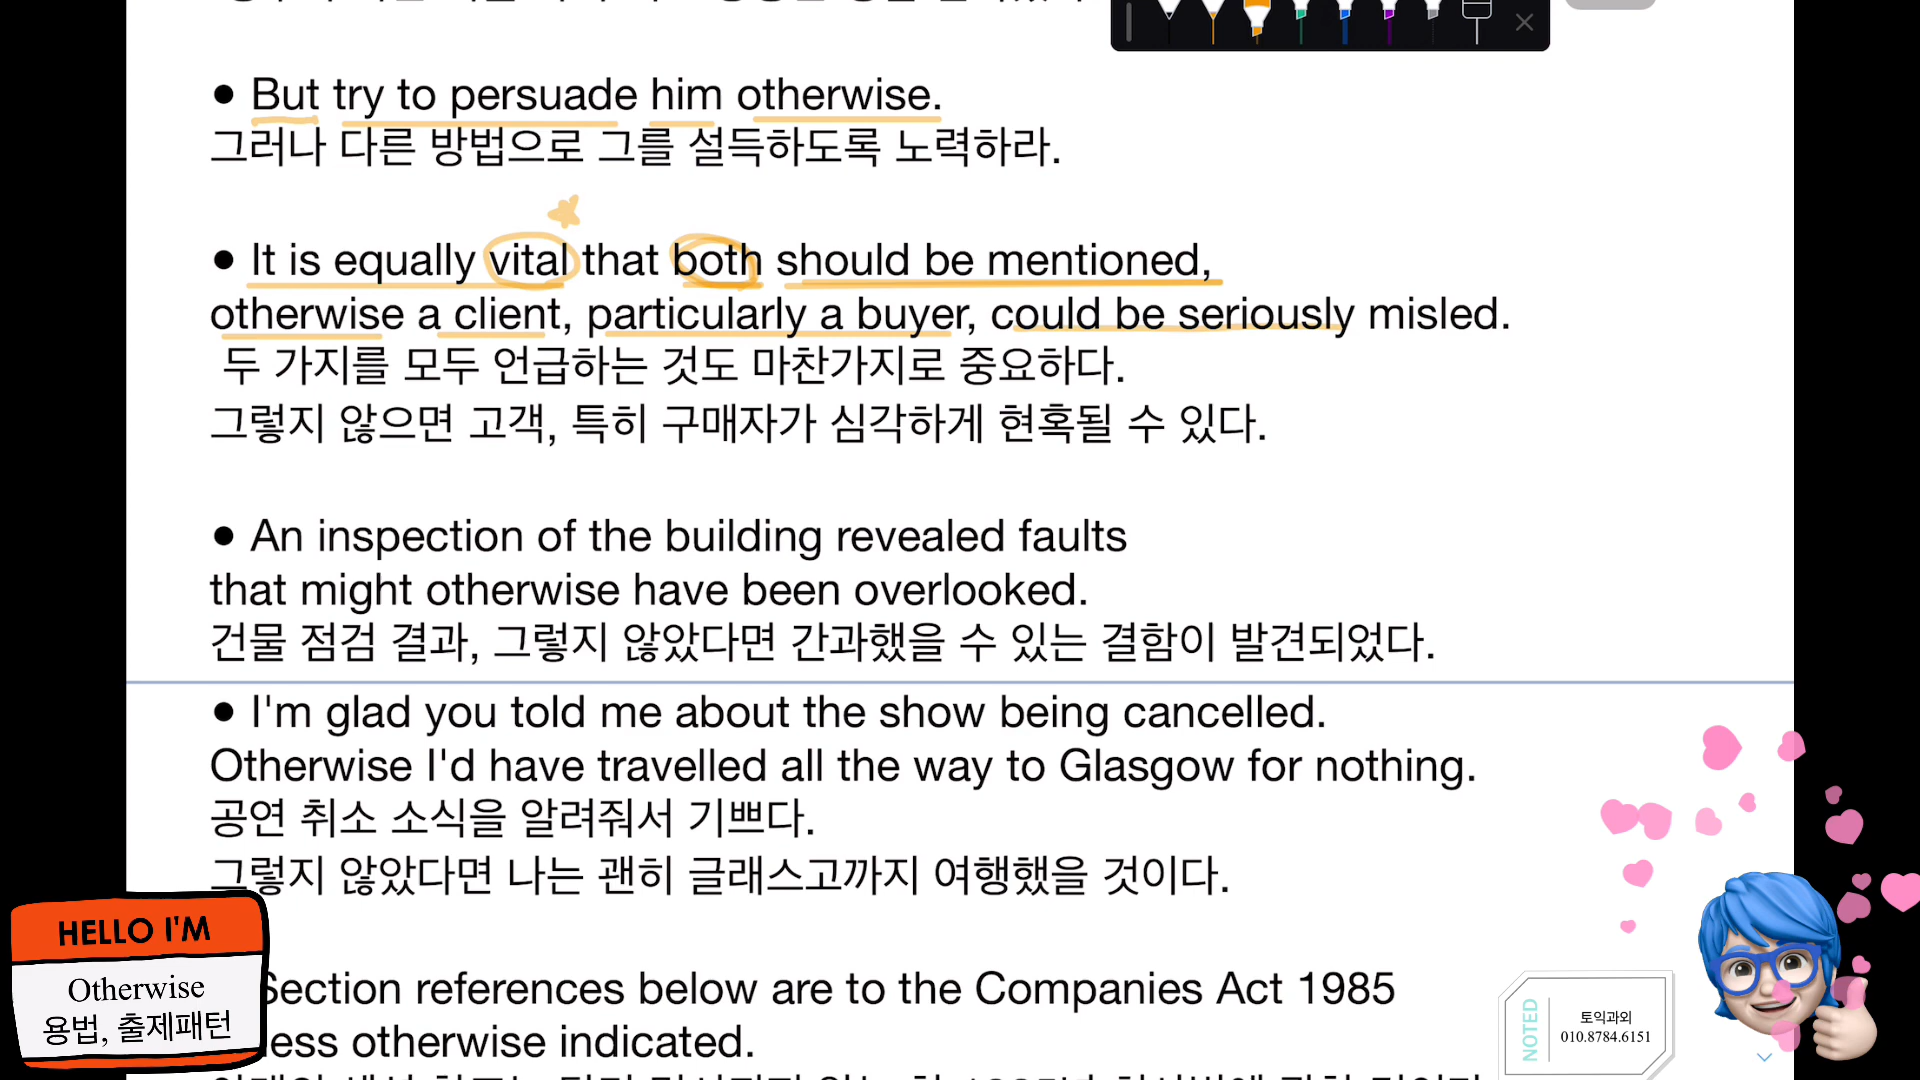 ● But try to persuade him otherwise.
그러나 다른 방법으로 그를 설득하도록 노력하라.
● It is equally vital that both should be mentioned,
otherwise a client, particularly a buyer, could be seriously misled.
두 가지를 모두 언급하는 것도 마찬가지로 중요하다.
그렇지 않으면 고객, 특히 구매자가 심각하게 현혹될 수 있다.
● An inspection of the building revealed faults
that might otherwise have been overlooked.
건물 점검 결과, 그렇지 않았다면 간과했을 수 있는 결함이 발견되었다.
● I'm glad you told me about the show being cancelled.
Otherwise I'd have travelled all the way to Glasgow for nothing.
공연 취소 소식을 알려줘서 기쁘다.
그렇지 않았다면 나는 괜히 글래스고까지 여행했을 것이다.
Section references below are to the Companies Act 1985
less otherwise indicated.
HELLO I'M
Otherwise
용법, 출제패턴
NOTED
토익과외
010.8784.6151